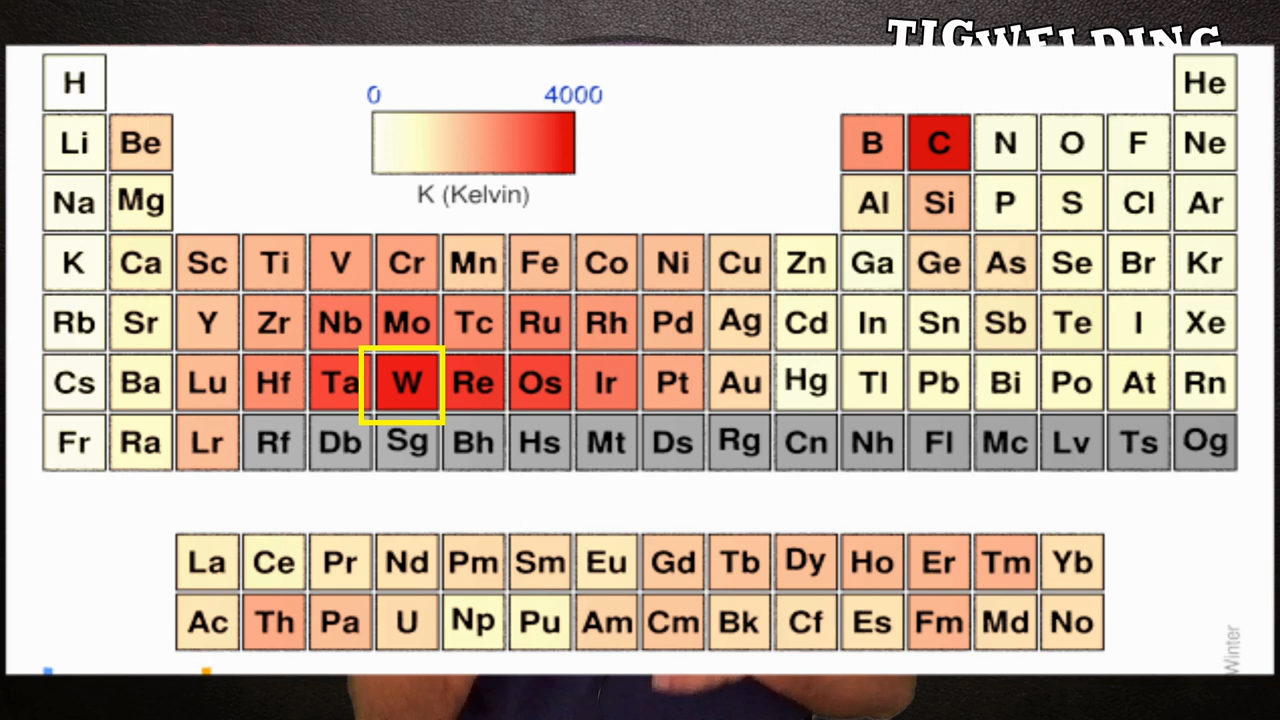 TIGWELDING
H He
0 4000
Li Be B C N O F Ne
K (Kelvin)
Na Mg Al Si P S Cl Ar
K Ca Sc Ti V Cr Mn Fe Co Ni Cu Zn Ga Ge As Se Br Kr
Rb Sr Y Zr Nb Mo Tc Ru Rh Pd Ag Cd In Sn Sb Te I Xe
Cs Ba Lu Hf Ta W Re Os Ir Pt Au Hg Tl Pb Bi Po At Rn
Fr Ra Lr Rf Db Sg Bh Hs Mt Ds Rg Cn Nh Fl Mc Lv Ts Og
La Ce Pr Nd Pm Sm Eu Gd Tb Dy Ho Er Tm Yb
Ac Th Pa U Np Pu Am Cm Bk Cf Es Fm Md No
Winter